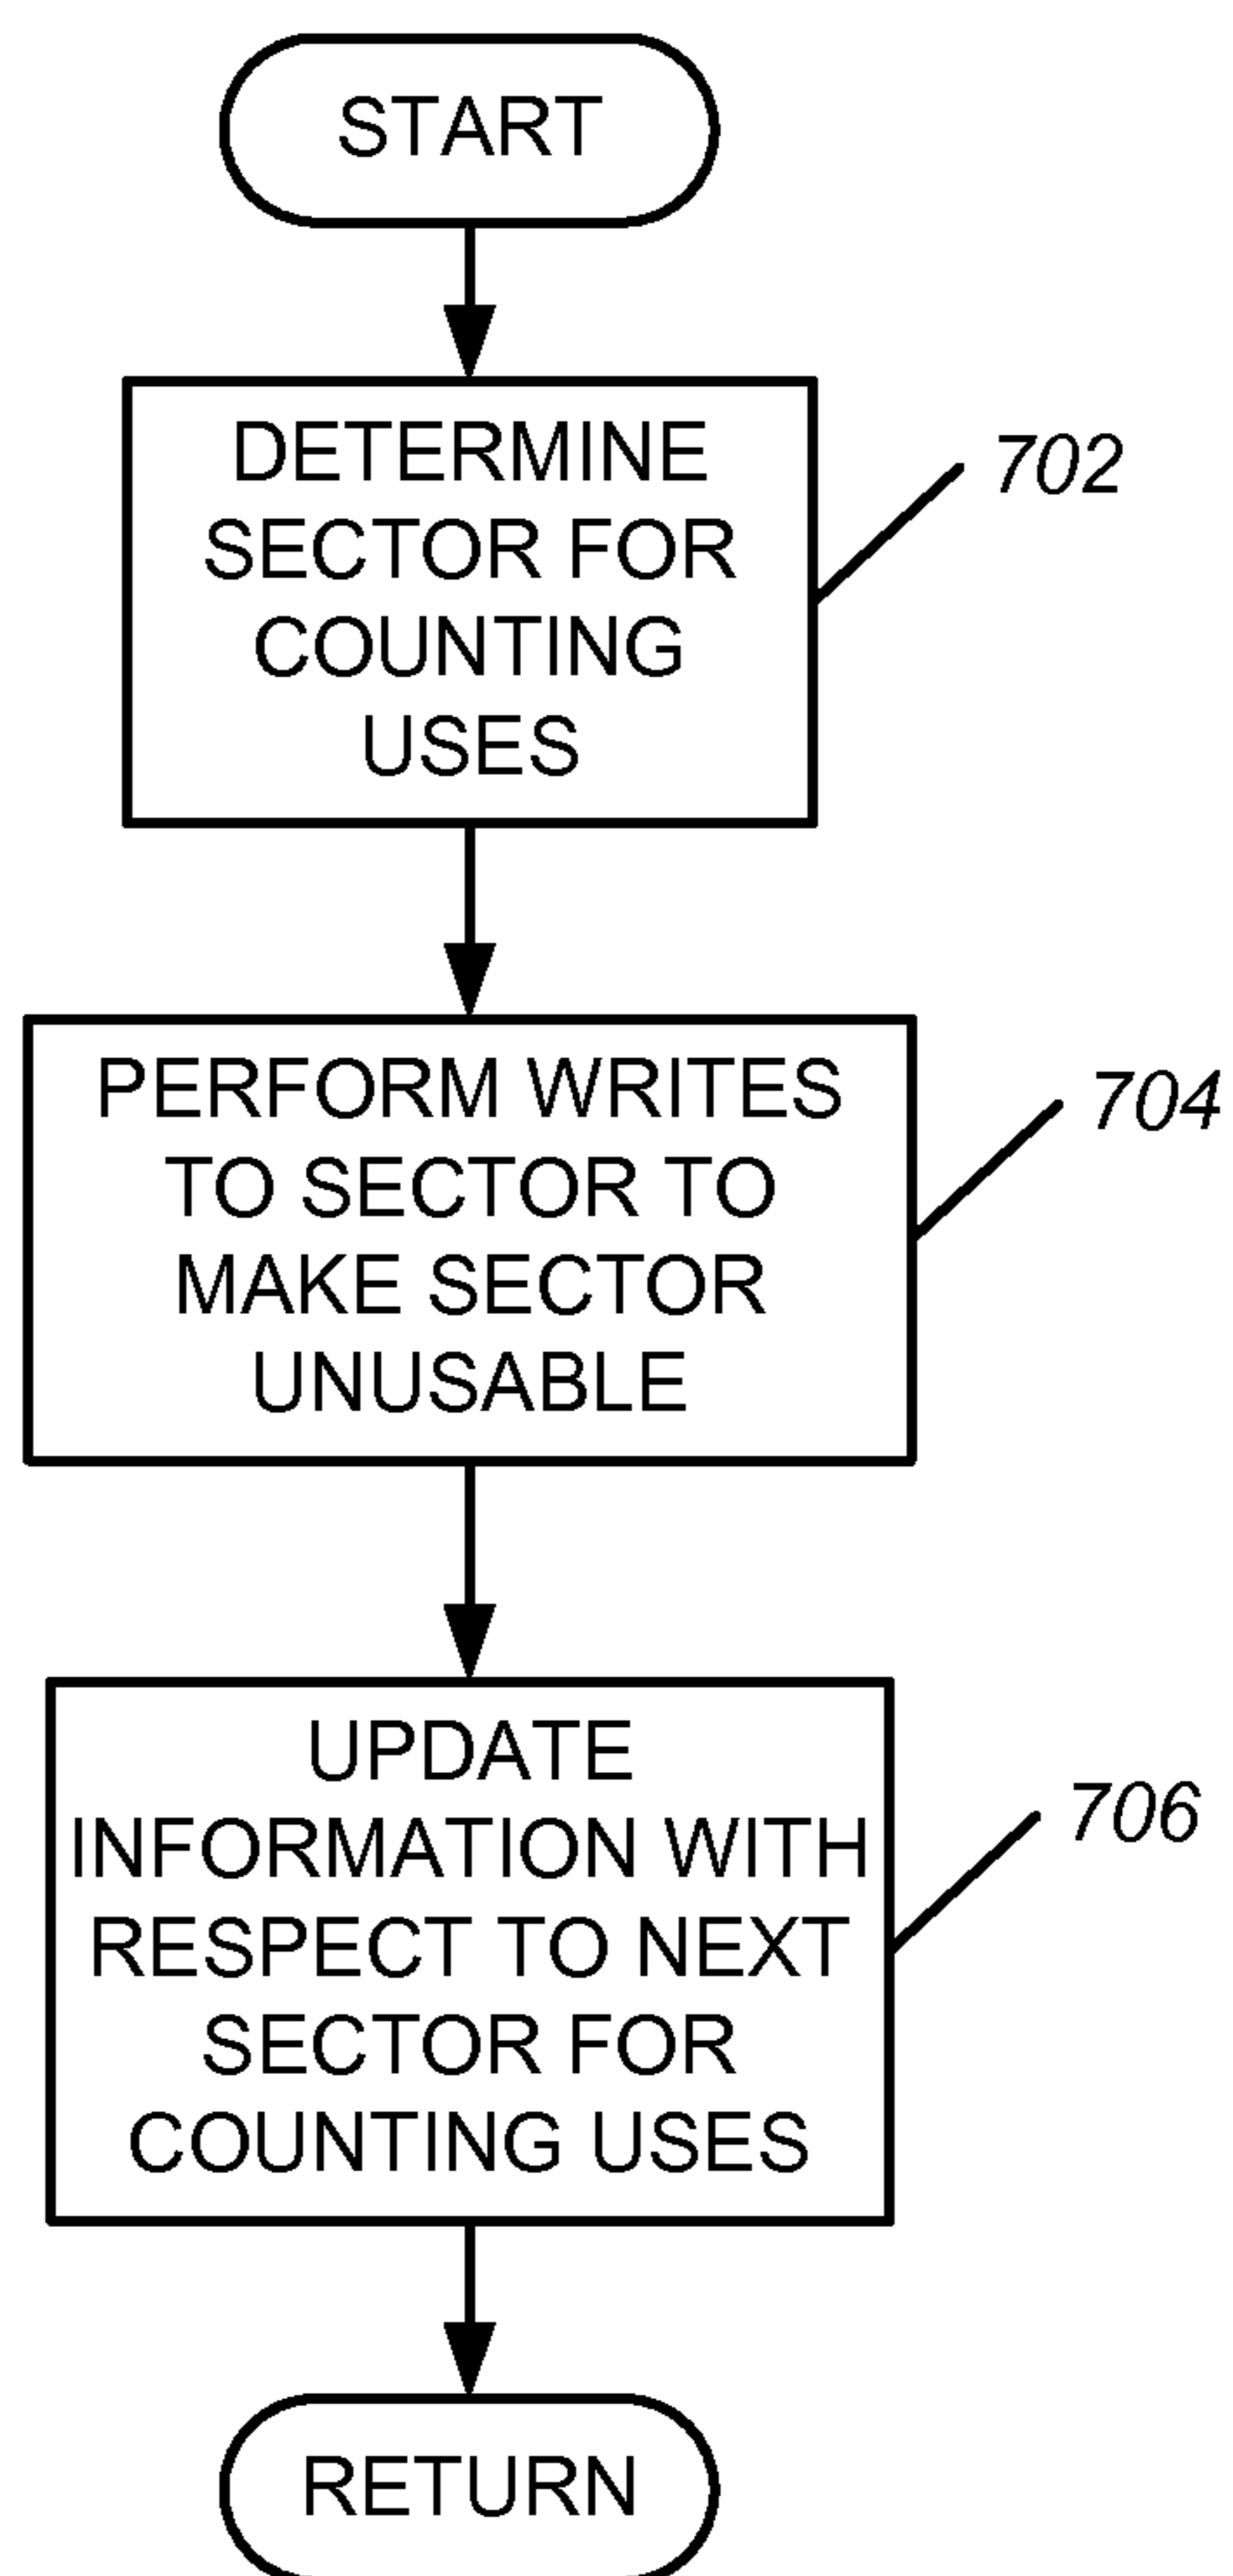 START
DETERMINE
SECTOR FOR
COUNTING
USES
702
PERFORM WRITES
TO SECTOR TO
MAKE SECTOR
UNUSABLE
704
UPDATE
INFORMATION WITH
RESPECT TO NEXT
SECTOR FOR
COUNTING USES
706
RETURN